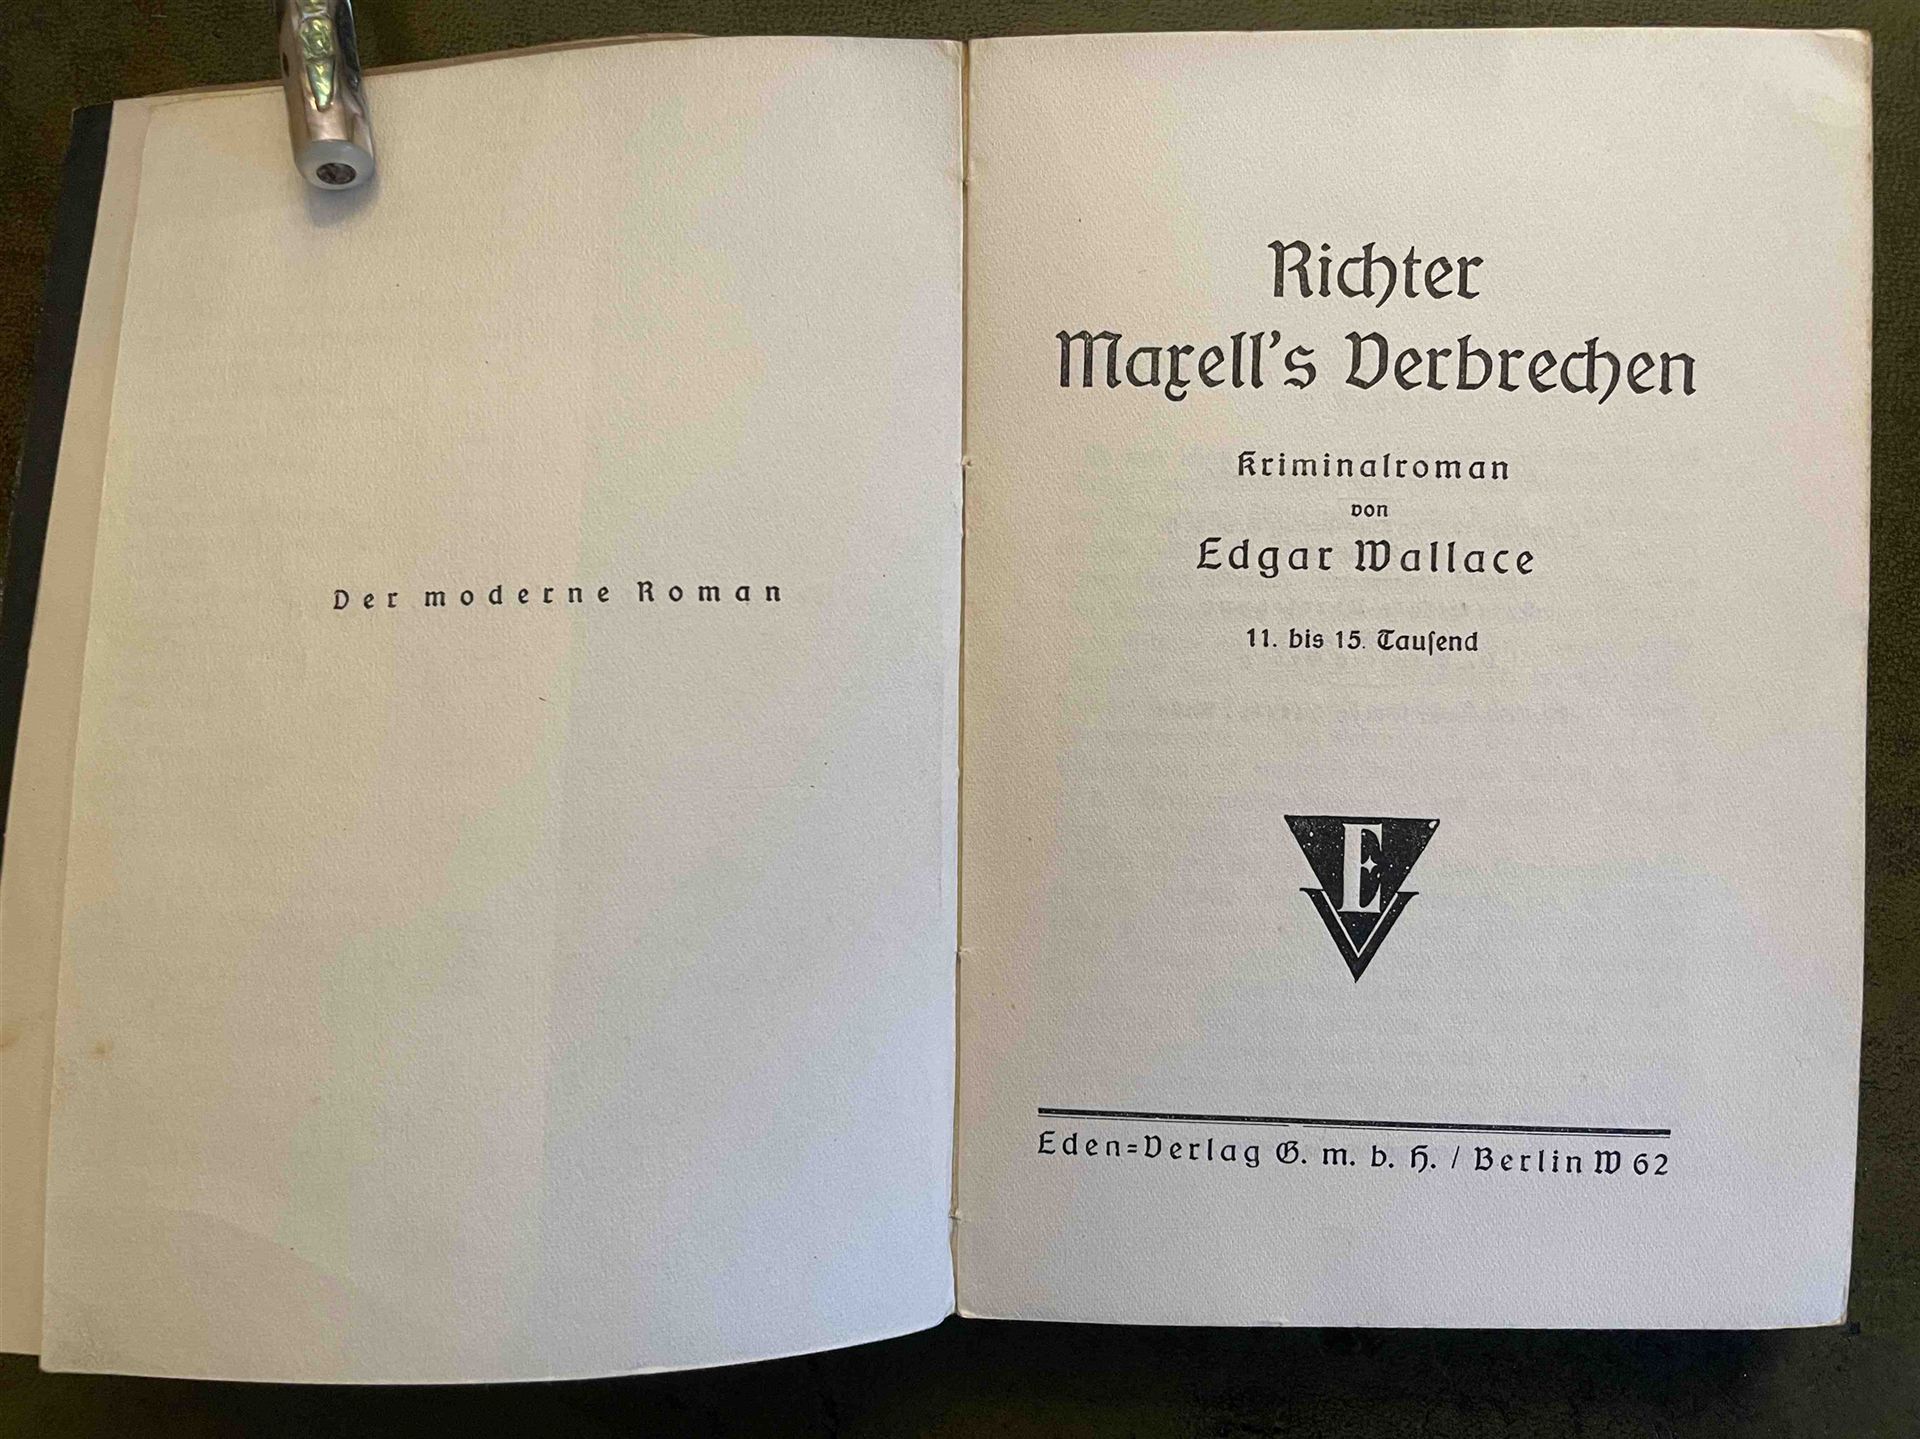 Der moderne Roman
Richter
Maxell's Verbrechen
Kriminalroman
von
Edgar Wallace
11. bis 15. Tauſend
E
Eden=Verlag G. m. b. H. / Berlin W 62